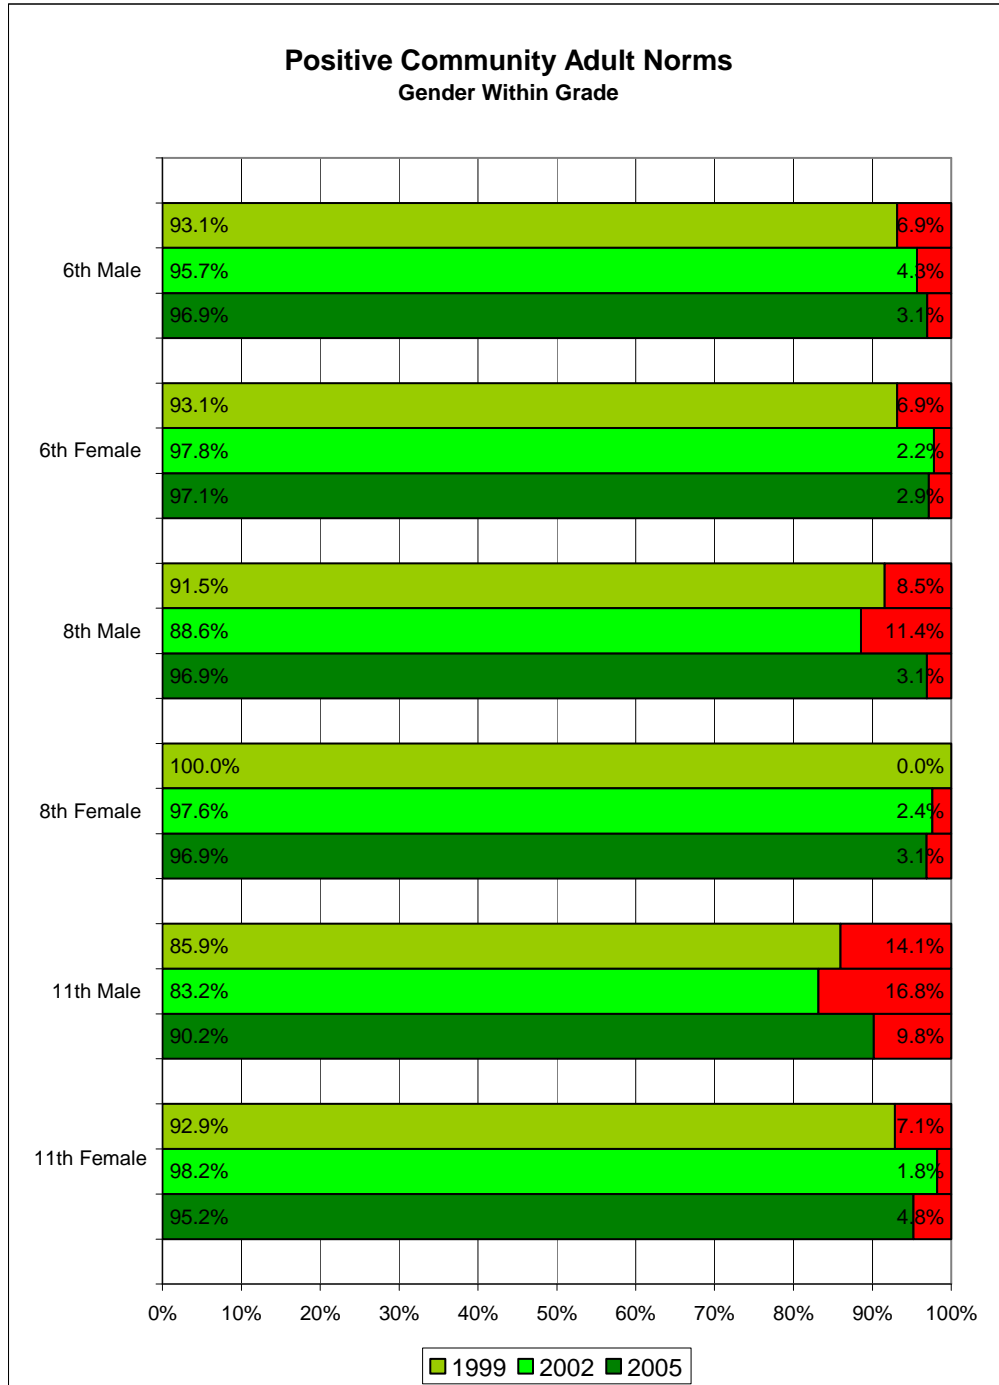 Positive Community Adult Norms
Gender Within Grade
93.1% 6.9%
6th Male 95.7% 4.3%
96.9% 3.1%
93.1% 6.9%
6th Female 97.8% 2.2%
97.1% 2.9%
91.5% 8.5%
8th Male 88.6% 11.4%
96.9% 3.1%
100.0% 0.0%
8th Female 97.6% 2.4%
96.9% 3.1%
85.9% 14.1%
11th Male 83.2% 16.8%
90.2% 9.8%
92.9% 7.1%
11th Female 98.2% 1.8%
95.2% 4.8%
0% 10% 20% 30% 40% 50% 60% 70% 80% 90% 100%
1999 2002 2005